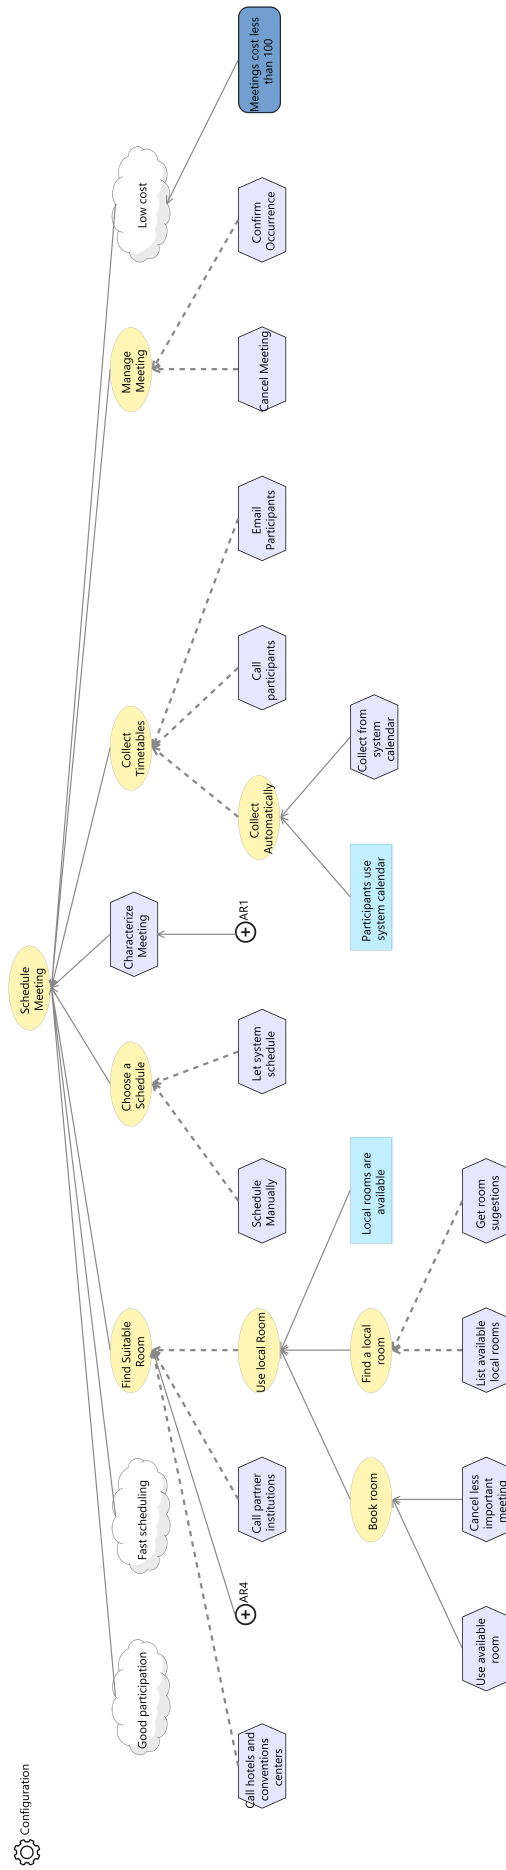 Configuration
Schedule
Meeting
Good participation
Fast scheduling
Find Suitable
Room
Choose a
Schedule
Characterize
Meeting
Collect
Timetables
Manage
Meeting
Low cost
Call hotels and
conventions
centers
AR4
Call partner
institutions
Use local Room
Schedule
Manually
Let system
schedule
AR1
Collect
Automatically
Call
participants
Email
Participants
Cancel Meeting
Confirm
Occurrence
Meetings cost less
than 100
Book room
Find a local
room
Local rooms are
available
Participants use
system calendar
Collect from
system
calendar
Use available
room
Cancel less
important
meeting
List available
local rooms
Get room
sugestions